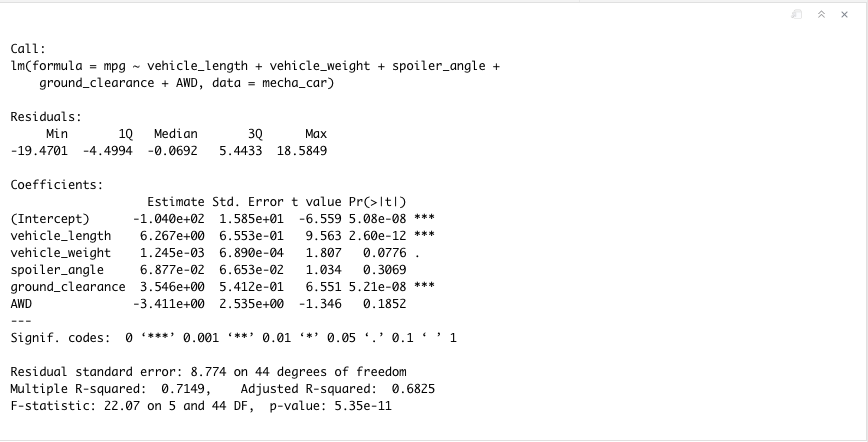 Call:
lm(formula = mpg ~ vehicle_length + vehicle_weight + spoiler_angle +
    ground_clearance + AWD, data = mecha_car)

Residuals:
     Min       1Q   Median       3Q      Max
-19.4701  -4.4994  -0.0692   5.4433  18.5849

Coefficients:
                   Estimate Std. Error t value Pr(>|t|)
(Intercept)      -1.040e+02  1.585e+01  -6.559 5.08e-08 ***
vehicle_length    6.267e+00  6.553e-01   9.563 2.60e-12 ***
vehicle_weight    1.245e-03  6.890e-04   1.807   0.0776 .
spoiler_angle     6.877e-02  6.653e-02   1.034   0.3069
ground_clearance  3.546e+00  5.412e-01   6.551 5.21e-08 ***
AWD              -3.411e+00  2.535e+00  -1.346   0.1852
---
Signif. codes:  0 ‘***’ 0.001 ‘**’ 0.01 ‘*’ 0.05 ‘.’ 0.1 ‘ ’ 1

Residual standard error: 8.774 on 44 degrees of freedom
Multiple R-squared:  0.7149,    Adjusted R-squared:  0.6825
F-statistic: 22.07 on 5 and 44 DF,  p-value: 5.35e-11